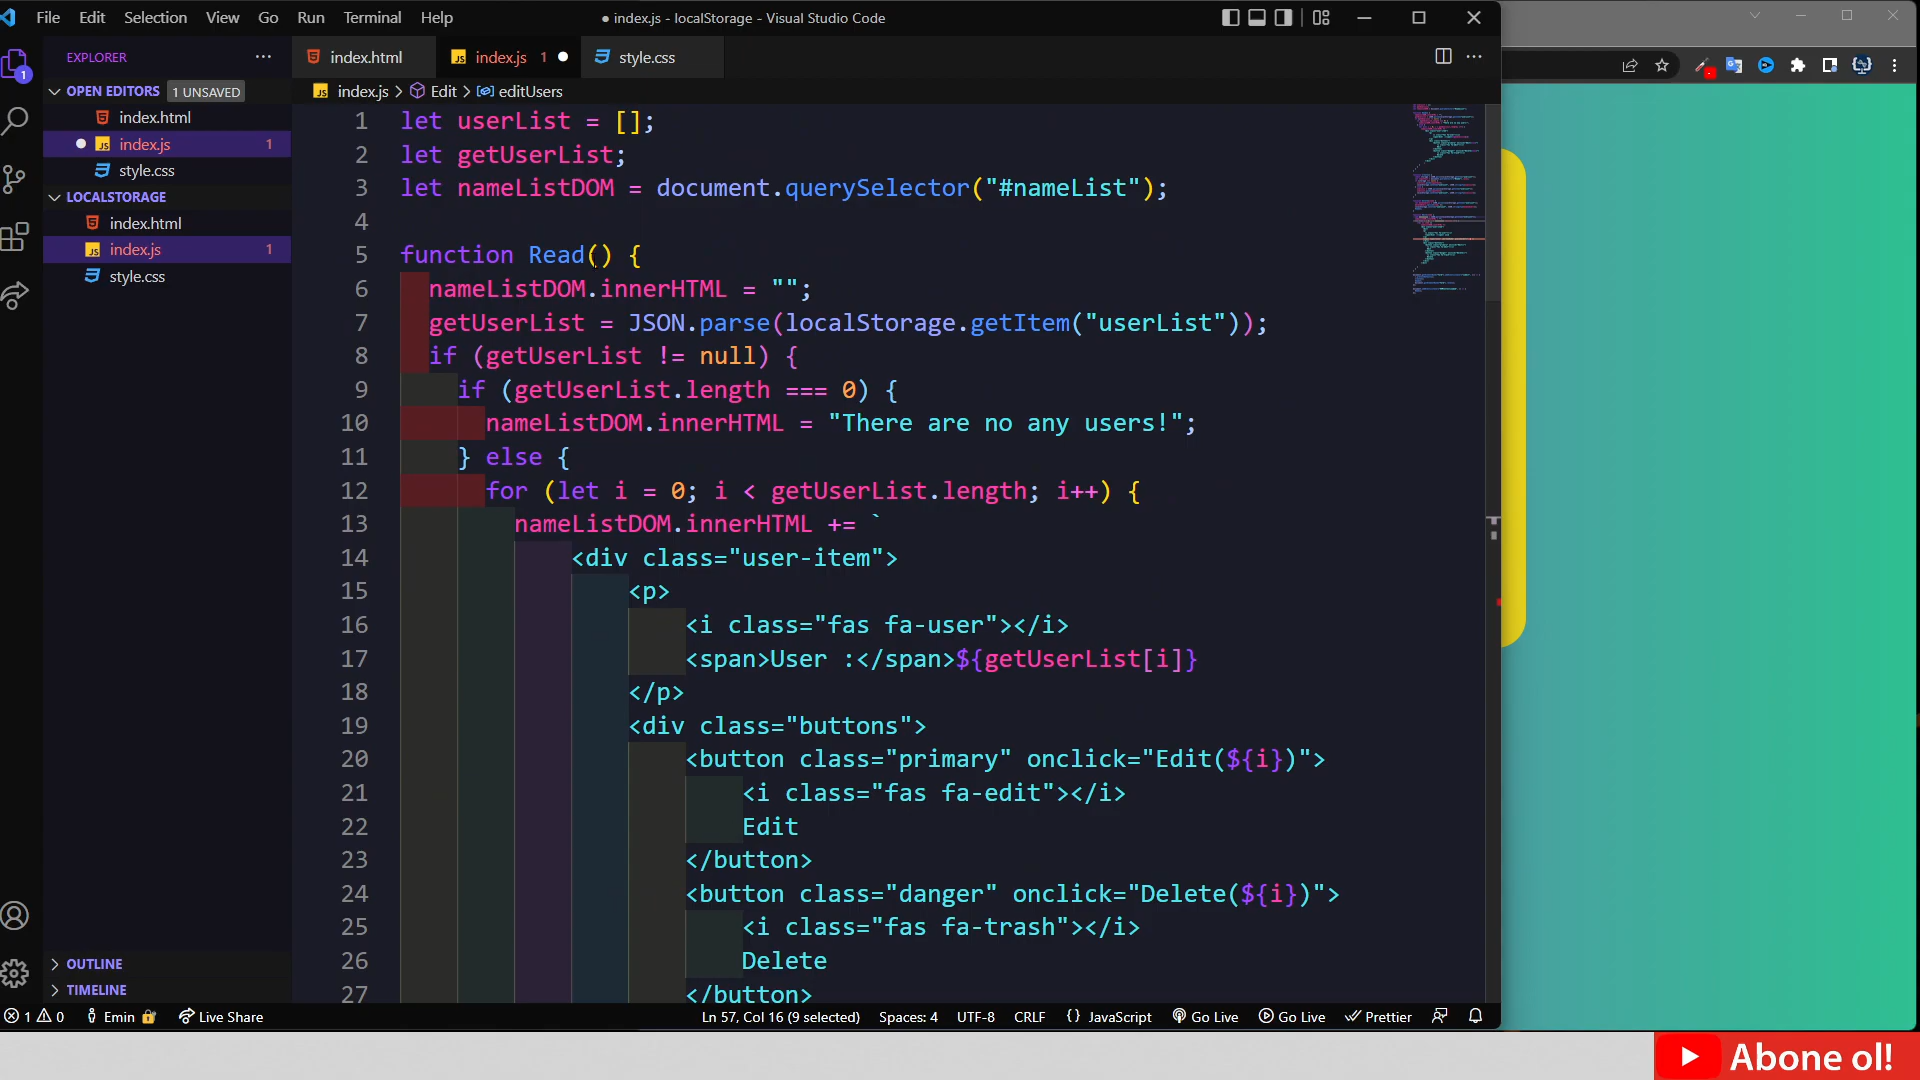 File Edit Selection View Go Run Terminal Help
● index.js - localStorage - Visual Studio Code
EXPLORER
index.html
index.js 1
style.css
OPEN EDITORS 1 UNSAVED
index.html
index.js 1
style.css
LOCALSTORAGE
index.html
index.js 1
style.css
OUTLINE
TIMELINE
1
index.js > Edit > editUsers
1 let userList = [];
2 let getUserList;
3 let nameListDOM = document.querySelector("#nameList");
4
5 function Read() {
6 nameListDOM.innerHTML = "";
7 getUserList = JSON.parse(localStorage.getItem("userList"));
8 if (getUserList != null) {
9 if (getUserList.length === 0) {
10 nameListDOM.innerHTML = "There are no any users!";
11 } else {
12 for (let i = 0; i < getUserList.length; i++) {
13 nameListDOM.innerHTML += `
14 <div class="user-item">
15 <p>
16 <i class="fas fa-user"></i>
17 <span>User :</span>${getUserList[i]}
18 </p>
19 <div class="buttons">
20 <button class="primary" onclick="Edit(${i})">
21 <i class="fas fa-edit"></i>
22 Edit
23 </button>
24 <button class="danger" onclick="Delete(${i})">
25 <i class="fas fa-trash"></i>
26 Delete
27 </button>
1 0 Emin Live Share Ln 57, Col 16 (9 selected) Spaces: 4 UTF-8 CRLF {} JavaScript Go Live Go Live Prettier
Abone ol!